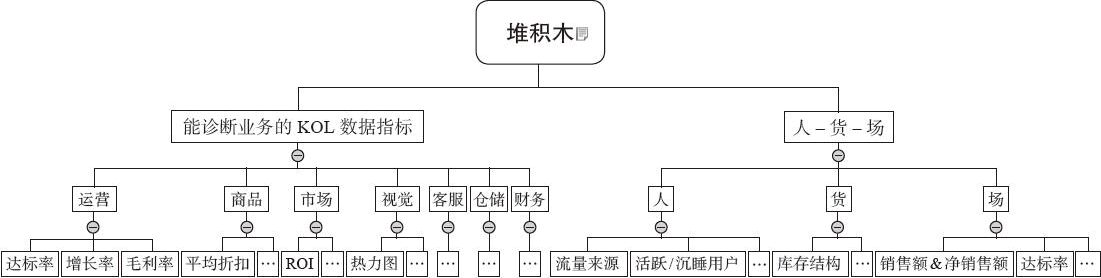 堆积木
能诊断业务的 KOL 数据指标
人–货–场
运营
商品
市场
视觉
客服
仓储
财务
人
货
场
达标率
增长率
毛利率
平均折扣
…
ROI
…
热力图
…
…
…
…
流量来源
活跃/沉睡用户
…
库存结构
…
销售额&净销售额
达标率
…